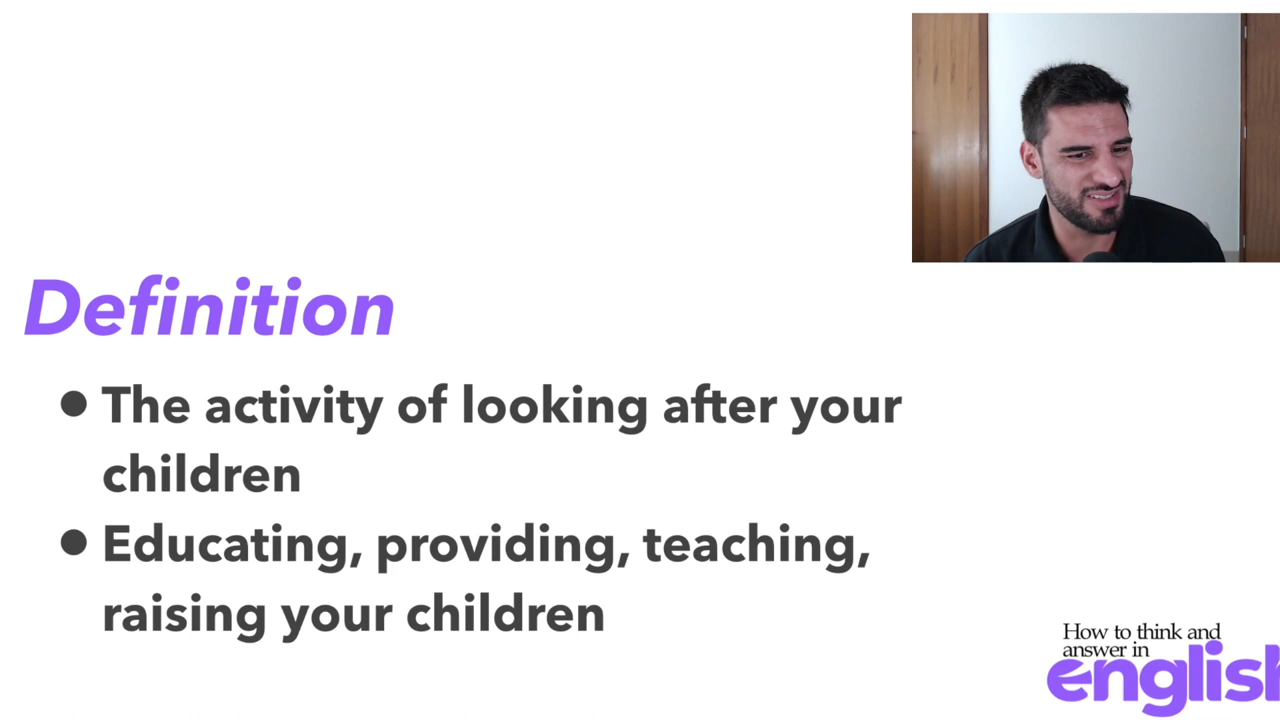 Definition
• The activity of looking after your
children
• Educating, providing, teaching,
raising your children
How to think and
answer in
english